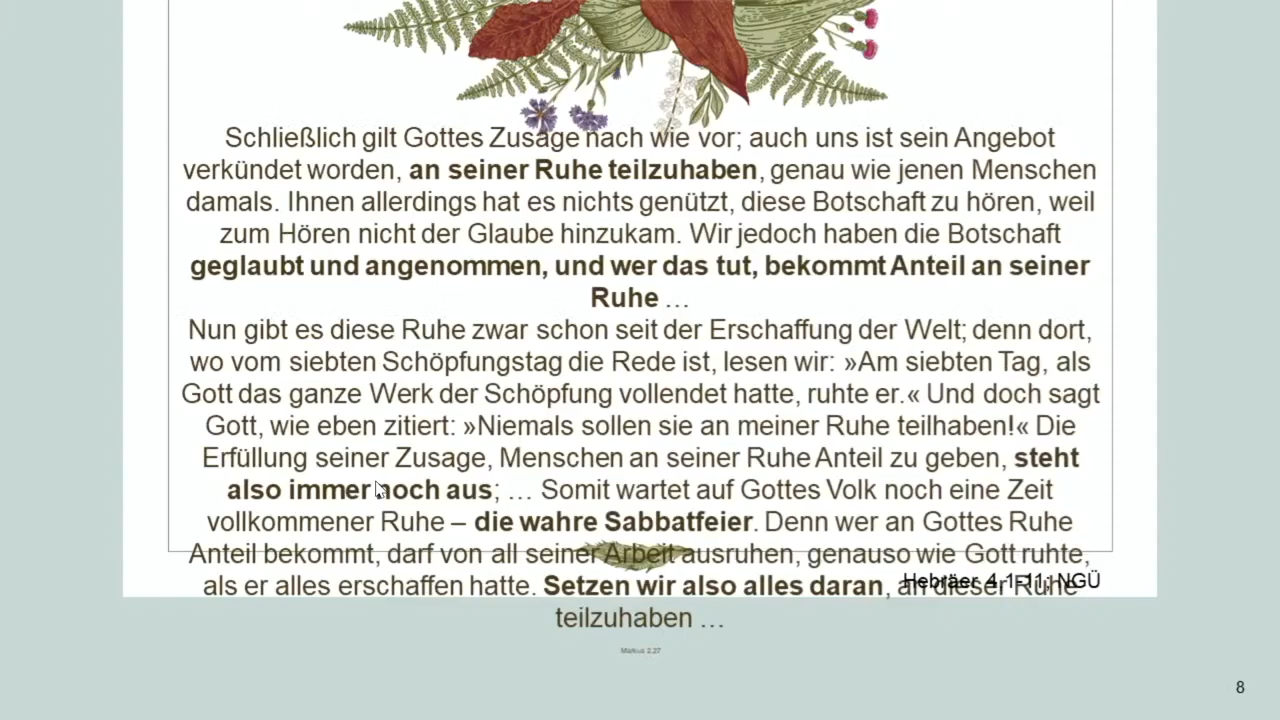 Schließlich gilt Gottes Zusage nach wie vor; auch uns ist sein Angebot
verkündet worden, an seiner Ruhe teilzuhaben, genau wie jenen Menschen
damals. Ihnen allerdings hat es nichts genützt, diese Botschaft zu hören, weil
zum Hören nicht der Glaube hinzukam. Wir jedoch haben die Botschaft
geglaubt und angenommen, und wer das tut, bekommt Anteil an seiner
Ruhe …
Nun gibt es diese Ruhe zwar schon seit der Erschaffung der Welt; denn dort,
wo vom siebten Schöpfungstag die Rede ist, lesen wir: »Am siebten Tag, als
Gott das ganze Werk der Schöpfung vollendet hatte, ruhte er.« Und doch sagt
Gott, wie eben zitiert: »Niemals sollen sie an meiner Ruhe teilhaben!« Die
Erfüllung seiner Zusage, Menschen an seiner Ruhe Anteil zu geben, steht
also immer noch aus; … Somit wartet auf Gottes Volk noch eine Zeit
vollkommener Ruhe – die wahre Sabbatfeier. Denn wer an Gottes Ruhe
Anteil bekommt, darf von all seiner Arbeit ausruhen, genauso wie Gott ruhte,
als er alles erschaffen hatte. Setzen wir also alles daran, an dieser Ruhe
teilzuhaben …
Hebräer 4,1-11; NGÜ
Markus 2,27
8